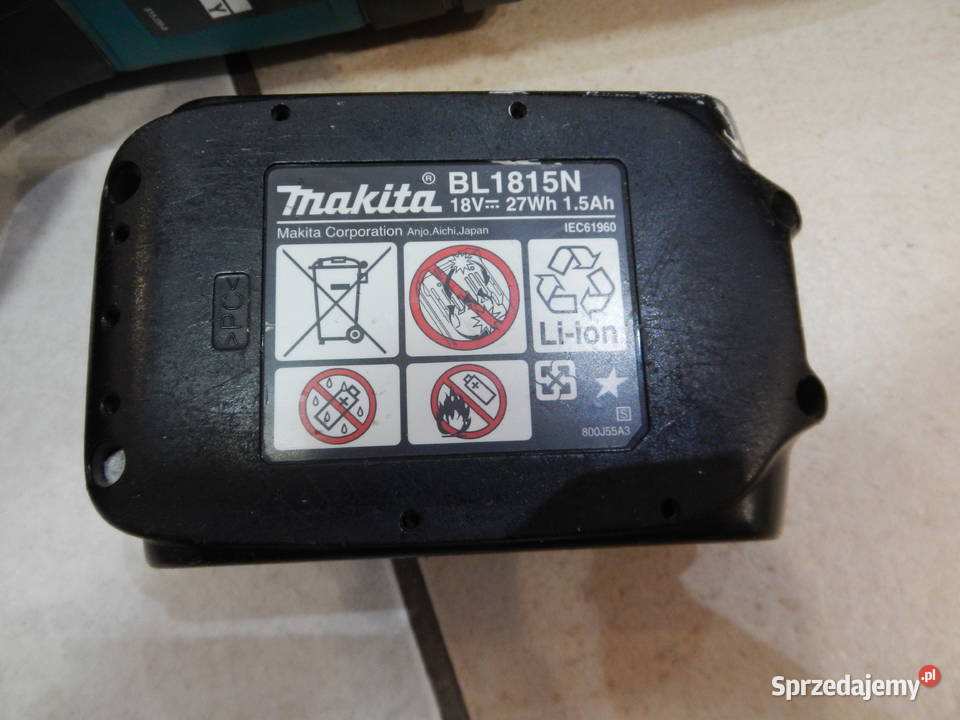 makita® BL1815N
18V⎓ 27Wh 1.5Ah
Makita Corporation Anjo,Aichi,Japan
IEC61960
>PC<
Li-ion
S
800J55A3
Y
Sprzedajemy.pl